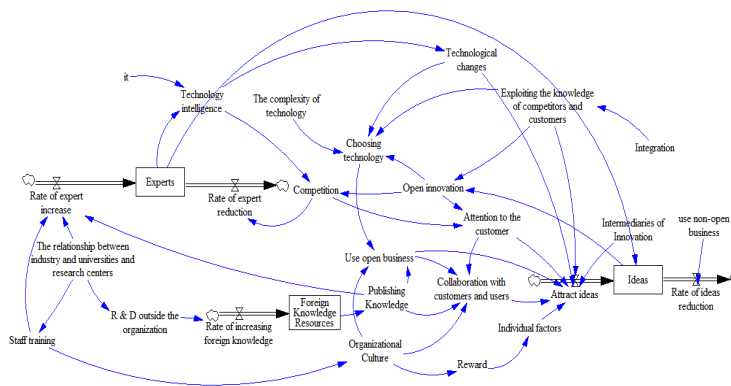 Technological
changes
it
Technology
intelligence
The complexity of
technology
Exploiting the knowledge
of competitors and
customers
Choosing
technology
Integration
Experts
Rate of expert
increase
Rate of expert
reduction
Competition
Open innovation
Attention to the
customer
Intermediaries of
Innovation
use non-open
business
The relationship between
industry and universities and
research centers
Use open business
Collaboration with
customers and users
Attract ideas
Ideas
Rate of ideas
reduction
Publishing
Knowledge
Foreign
Knowledge
Resources
R & D outside the
organization
Rate of increasing
foreign knowledge
Staff training
Organizational
Culture
Individual factors
Reward